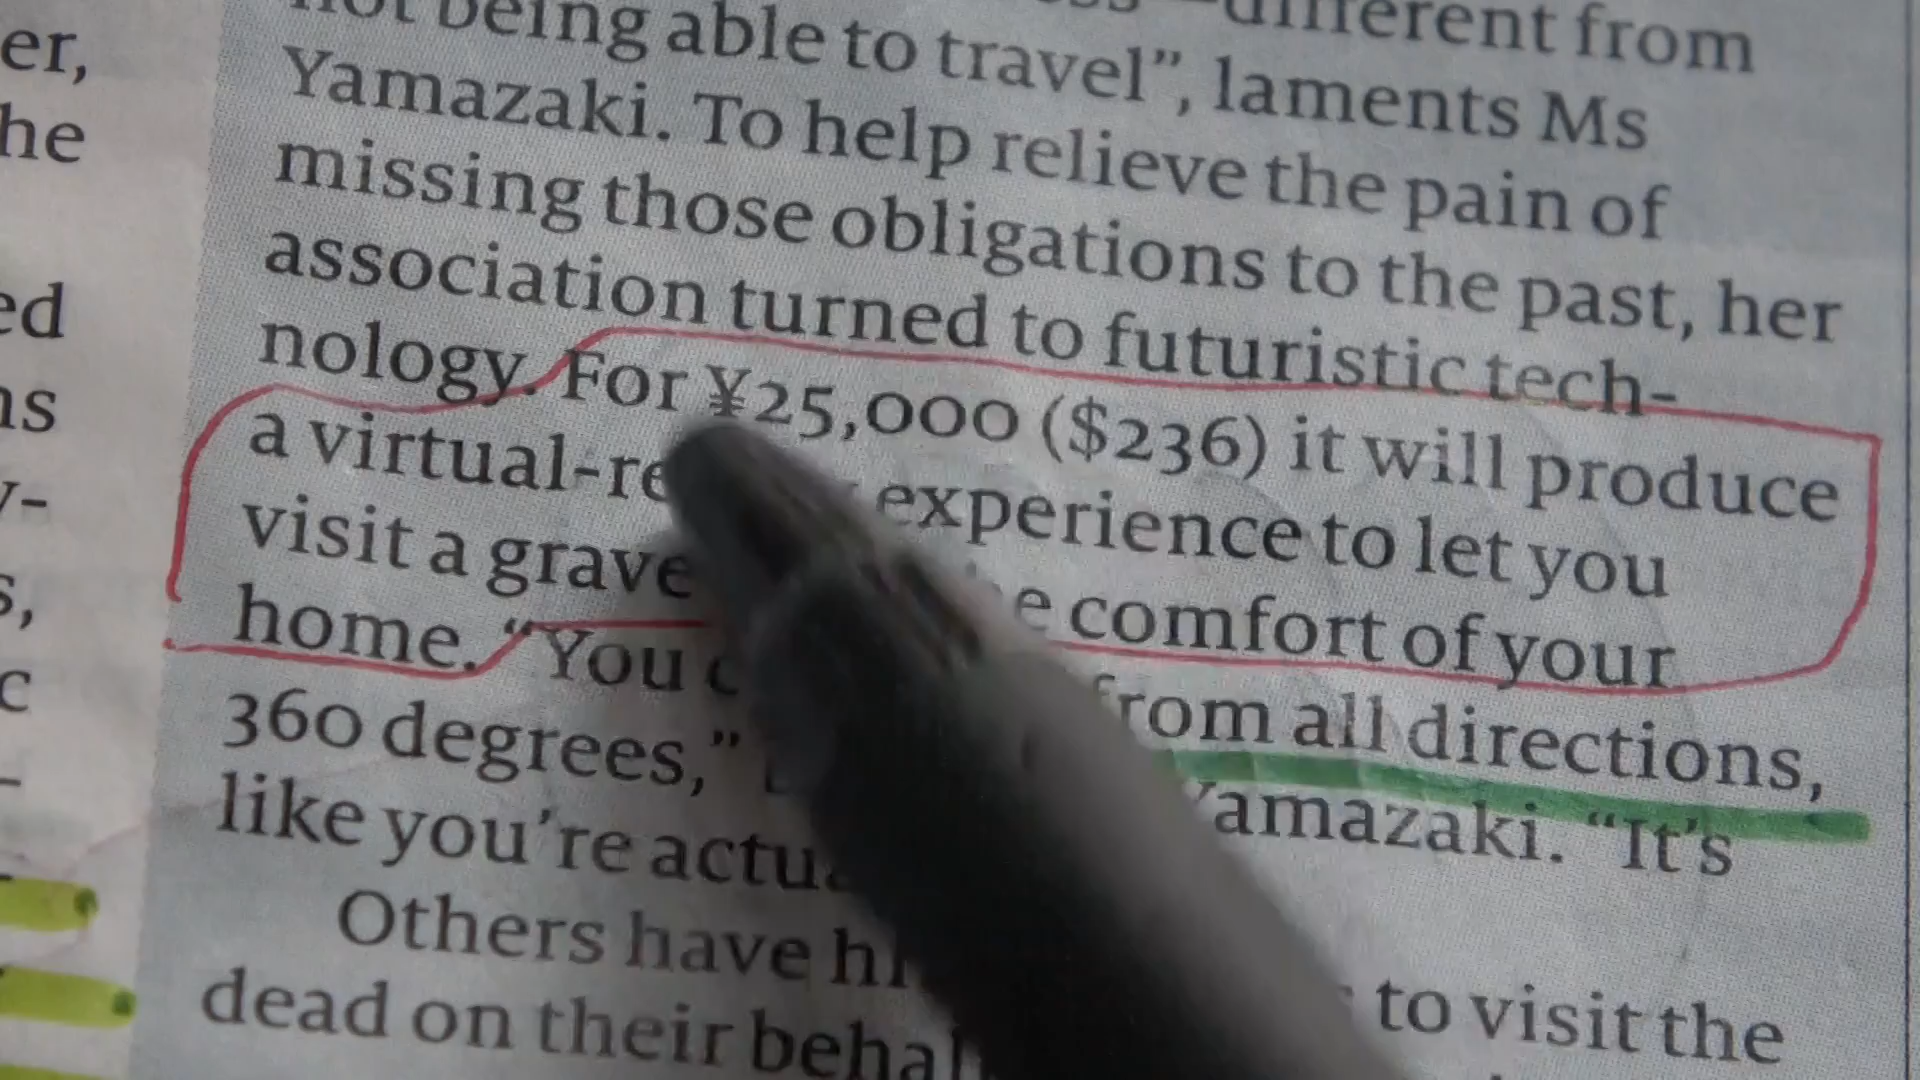 er,
he
ed
ns
y-
s,
c
-
not being able to travel”, laments Ms
different from
Yamazaki. To help relieve the pain of
missing those obligations to the past, her
association turned to futuristic tech-
nology. For ¥25,000 ($236) it will produce
a virtual-re experience to let you
visit a grave e comfort of your
home. “You from all directions,
360 degrees,” Yamazaki. “It’s
like you’re actua
Others have hi to visit the
dead on their behal